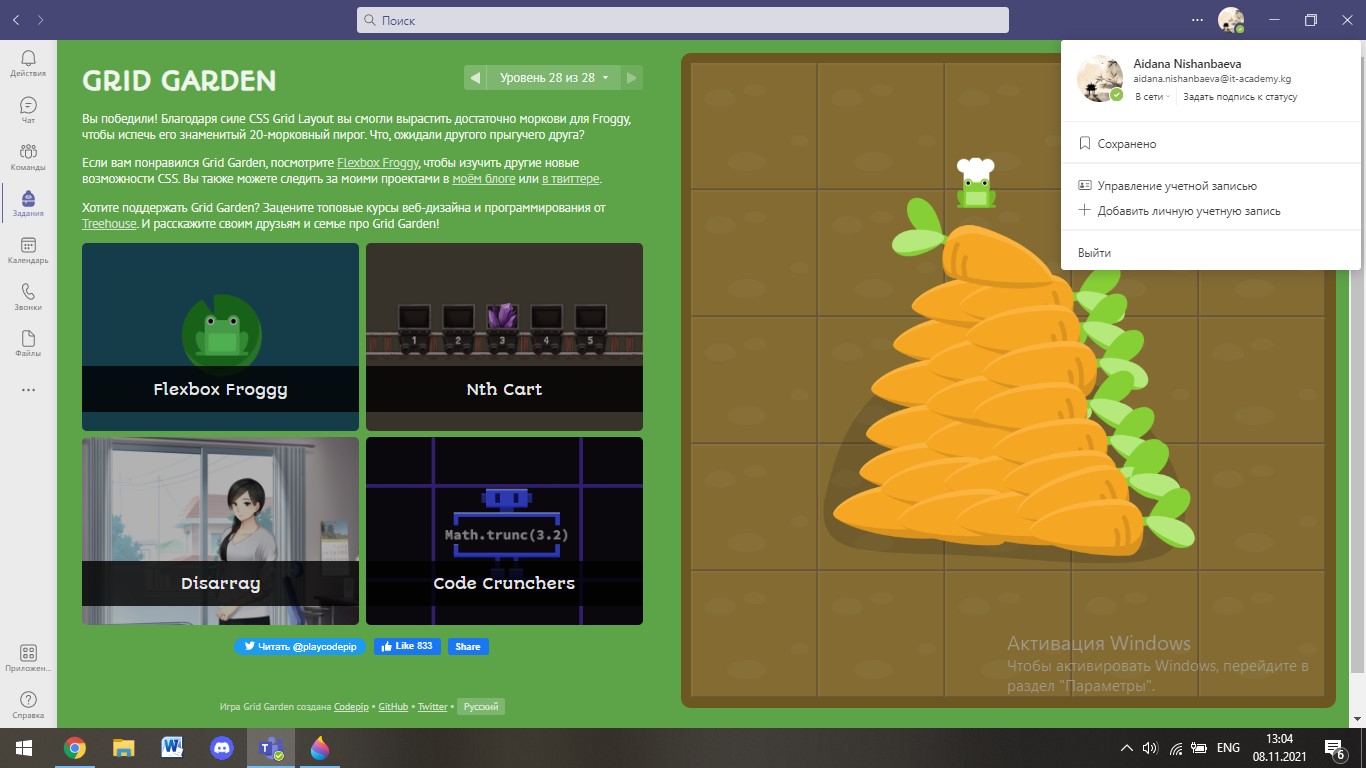 Поиск
Действия
Чат
Команды
Задания
Календарь
Звонки
Файлы
Приложен...
Справка
GRID GARDEN
Уровень 28 из 28
Вы победили! Благодаря силе CSS Grid Layout вы смогли вырастить достаточно моркови для Froggy,
чтобы испечь его знаменитый 20-морковный пирог. Что, ожидали другого прыгучего друга?
Если вам понравился Grid Garden, посмотрите Flexbox Froggy, чтобы изучить другие новые
возможности CSS. Вы также можете следить за моими проектами в моём блоге или в твиттере.
Хотите поддержать Grid Garden? Зацените топовые курсы веб-дизайна и программирования от
Treehouse. И расскажите своим друзьям и семье про Grid Garden!
Flexbox Froggy
1 2 3 4 5
Nth Cart
Disarray
Math.trunc(3.2)
Code Crunchers
Читать @playcodepip
Like 833
Share
Игра Grid Garden создана Codepip • GitHub • Twitter • Русский
Aidana Nishanbaeva
aidana.nishanbaeva@it-academy.kg
В сети
Задать подпись к статусу
Сохранено
Управление учетной записью
Добавить личную учетную запись
Выйти
Активация Windows
Чтобы активировать Windows, перейдите в
раздел "Параметры".
ENG
13:04
08.11.2021
6